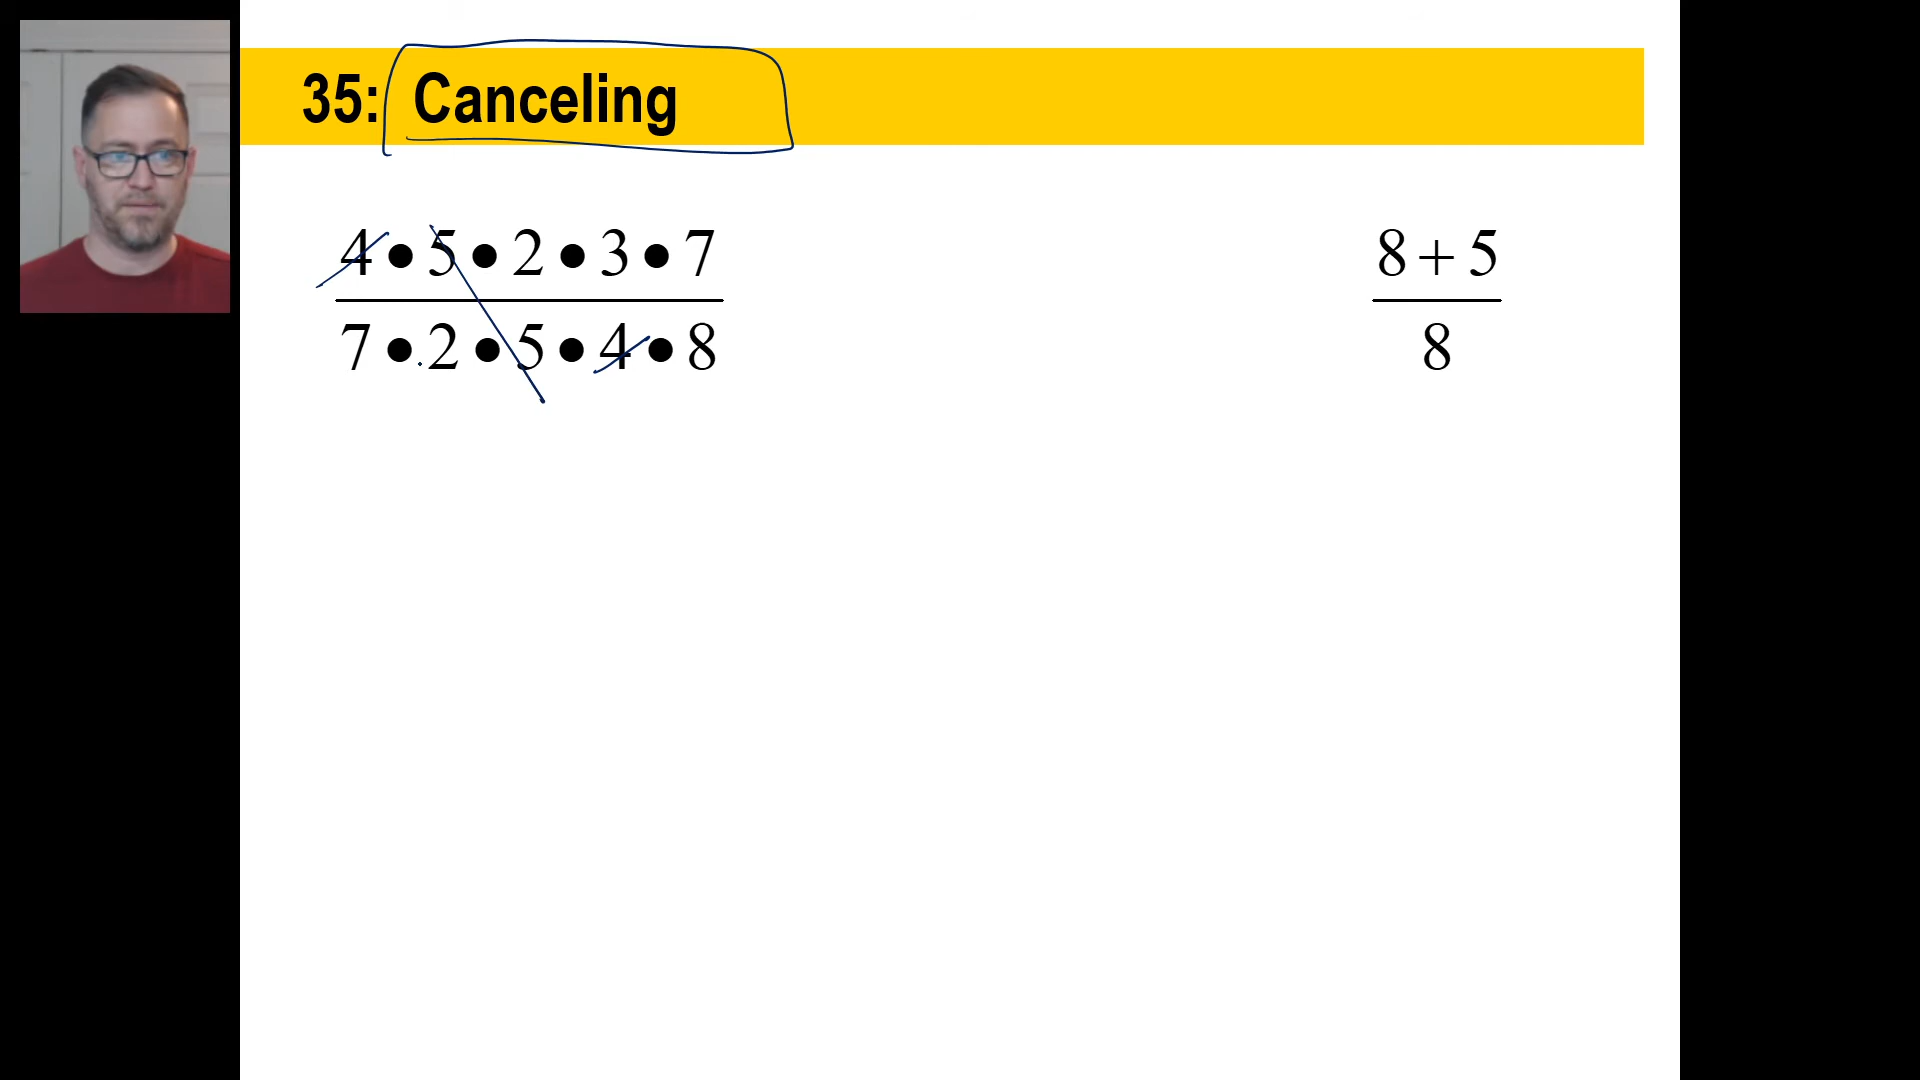 35: Canceling
4 • 5 • 2 • 3 • 7
7 • 2 • 5 • 4 • 8
8 + 5
8